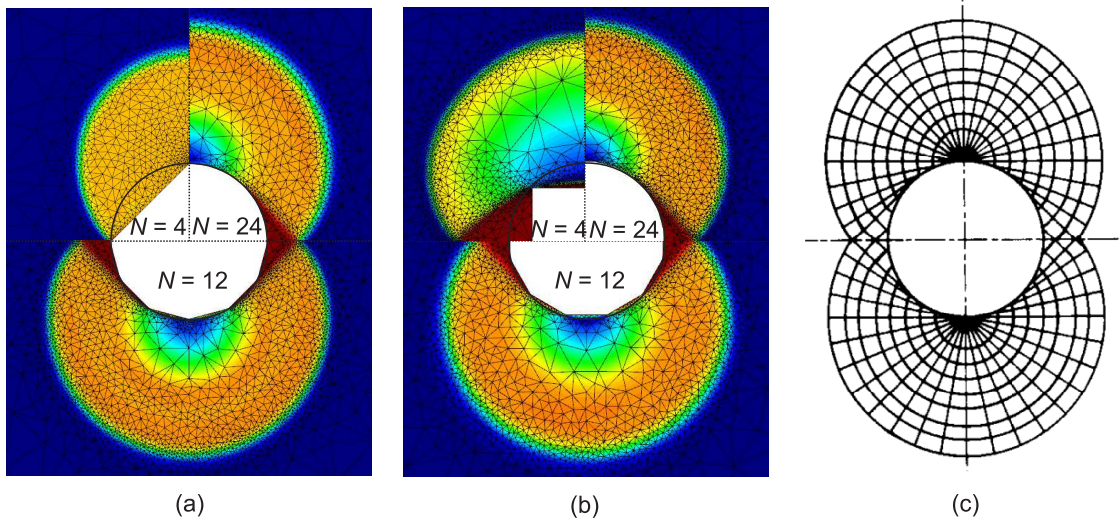 N = 4 N = 24
N = 12
N = 4 N = 24
N = 12
(a) (b) (c)